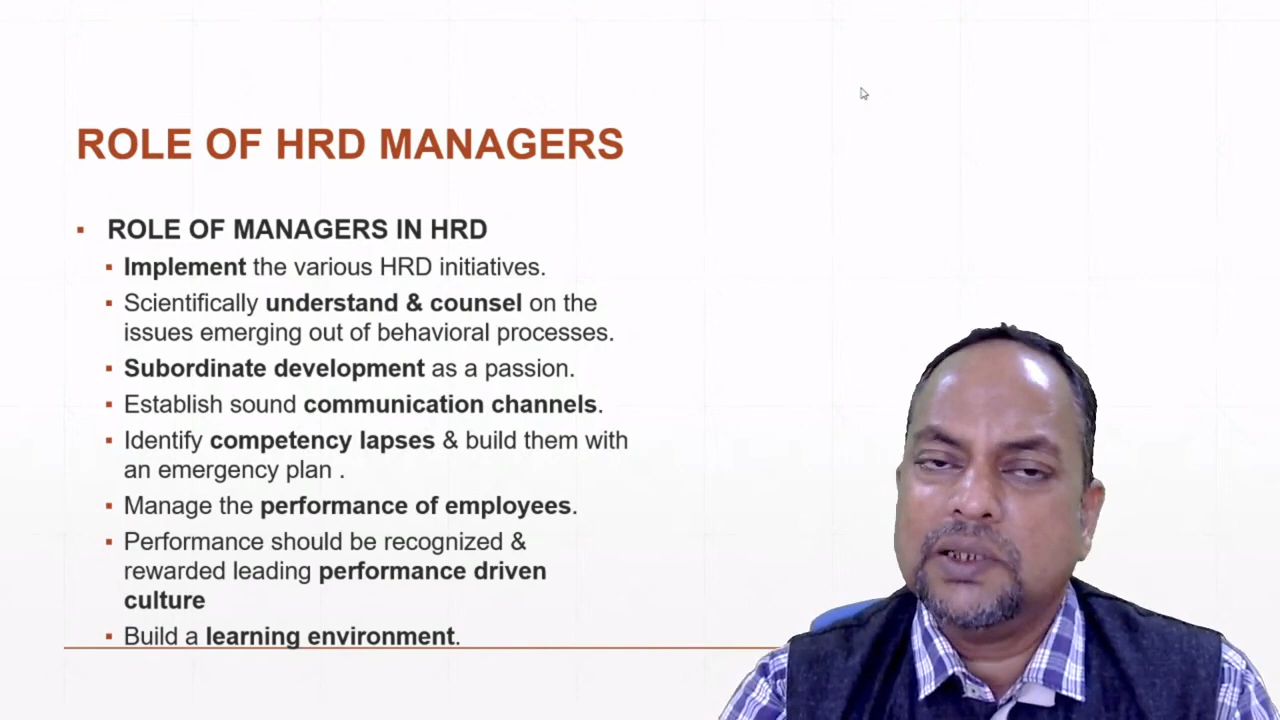 ROLE OF HRD MANAGERS
ROLE OF MANAGERS IN HRD
Implement the various HRD initiatives.
Scientifically understand & counsel on the
issues emerging out of behavioral processes.
Subordinate development as a passion.
Establish sound communication channels.
Identify competency lapses & build them with
an emergency plan .
Manage the performance of employees.
Performance should be recognized &
rewarded leading performance driven
culture
Build a learning environment.